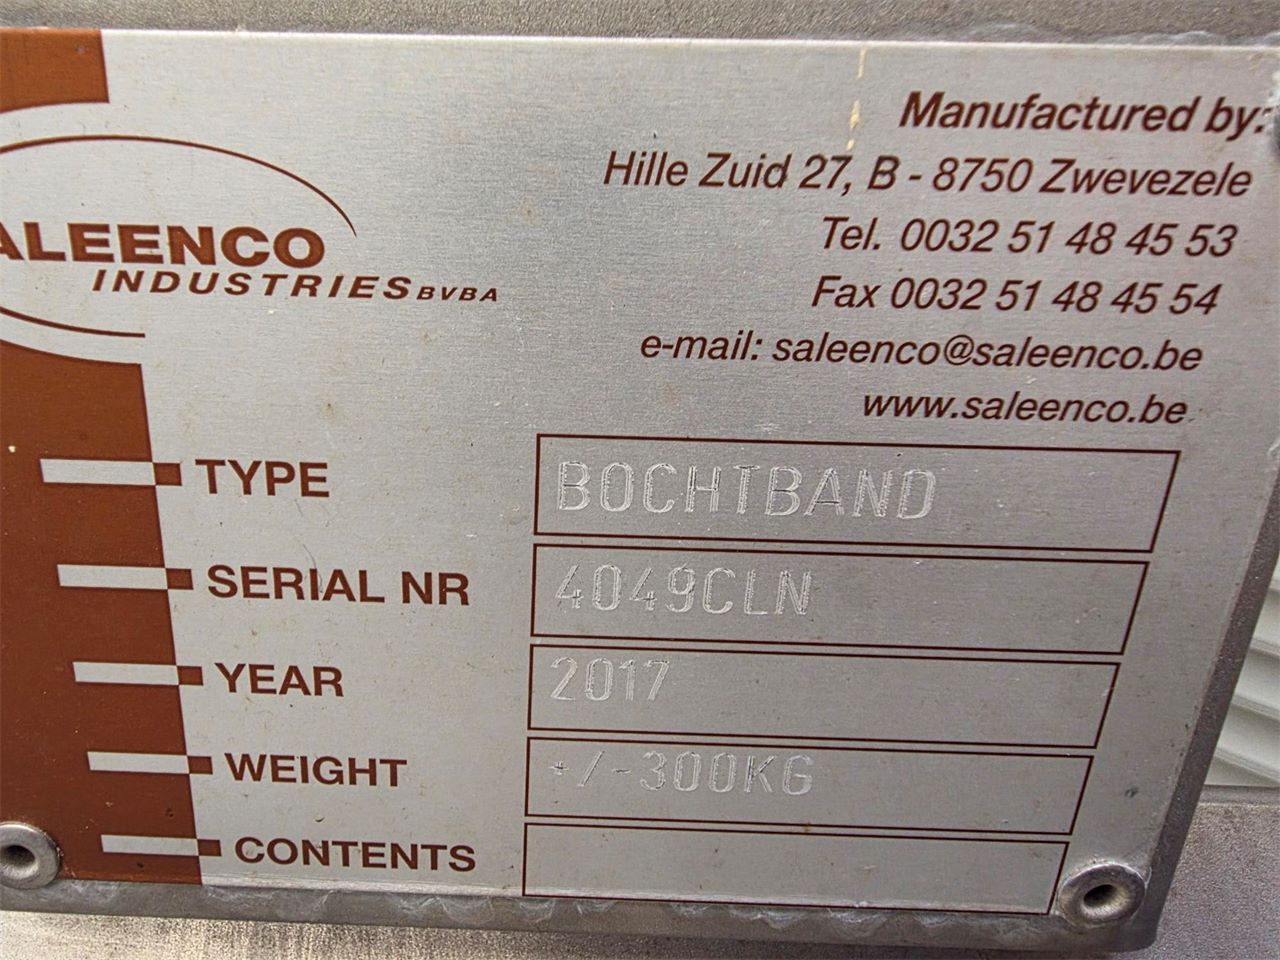 Manufactured by:
Hille Zuid 27, B - 8750 Zwevezele
Tel. 0032 51 48 45 53
Fax 0032 51 48 45 54
e-mail: saleenco@saleenco.be
www.saleenco.be
ALEENCO
INDUSTRIES BVBA
TYPE BOCHTBAND
SERIAL NR 4049CLN
YEAR 2017
WEIGHT +/-300KG
CONTENTS